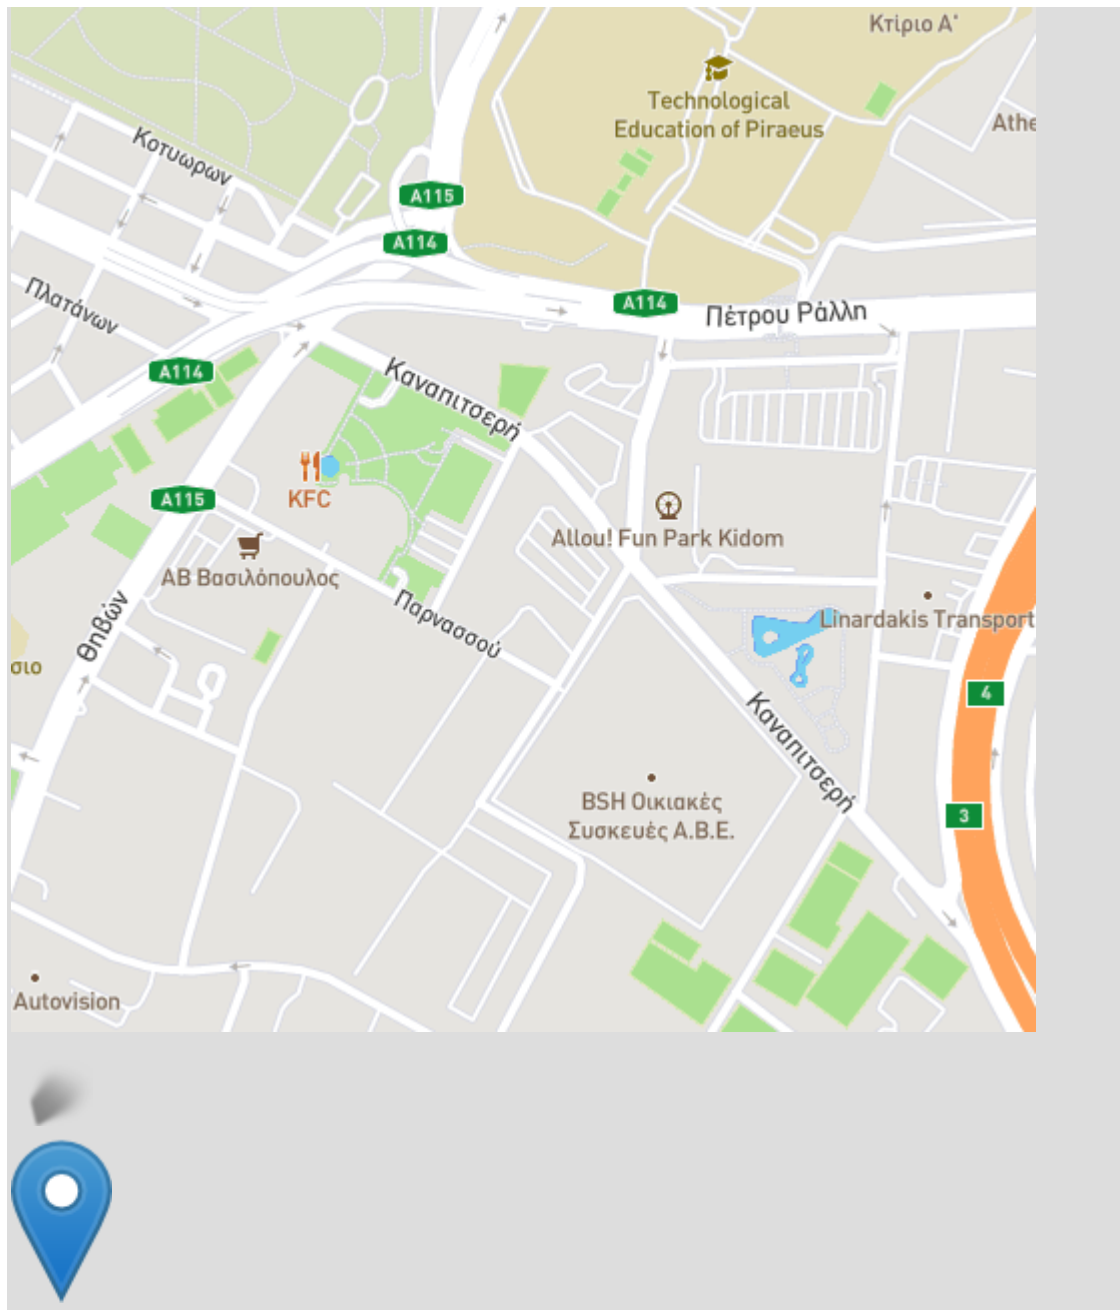 Κτίριο Α'
Technological
Education of Piraeus
Athe
Κοτυωρων
A115
A114
Πλατάνων
A114
Πέτρου Ράλλη
A114
Καναπιτσερή
KFC
A115
Allou! Fun Park Kidom
ΑΒ Βασιλόπουλος
Παρνασσού
Θηβών
Linardakis Transport
σιο
4
Καναπιτσερή
BSH Οικιακές
Συσκευές Α.Β.Ε.
3
Autovision